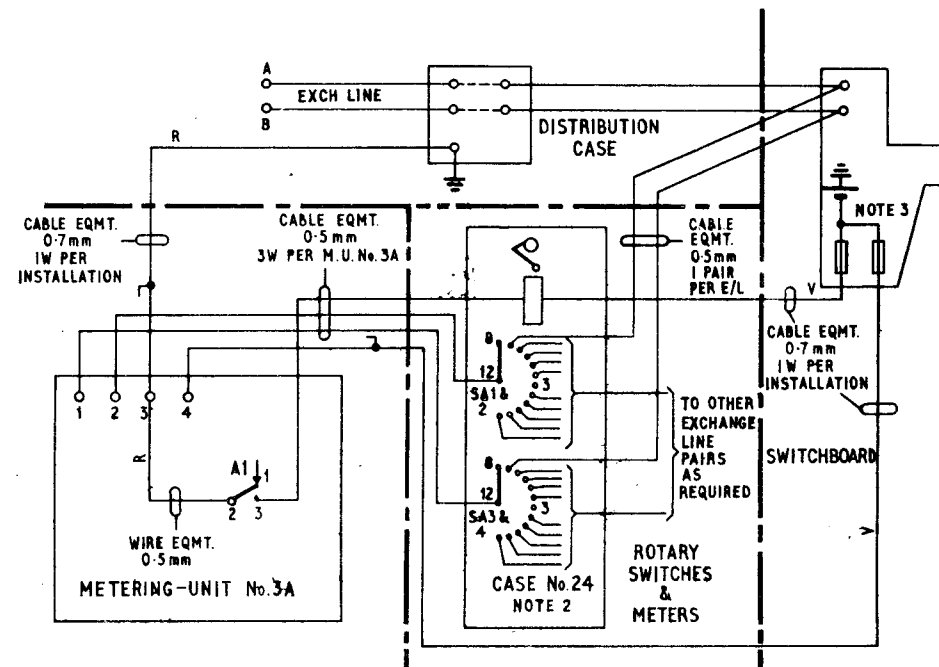 A
EXCH LINE
B
DISTRIBUTION
CASE
R
CABLE EQMT.
0·7mm
1W PER
INSTALLATION
CABLE EQMT.
0·5mm
3W PER M.U. No. 3A
CABLE
EQMT.
0·5mm
1 PAIR
PER E/L
NOTE 3
V
CABLE EQMT.
0·7mm
1W PER
INSTALLATION
8
12
SA1&
2
3
1
2
3
4
R
A1
1
2
3
WIRE EQMT.
0·5mm
METERING-UNIT No. 3A
8
12
SA3&
4
3
TO OTHER
EXCHANGE
LINE
PAIRS
AS
REQUIRED
SWITCHBOARD
V
CASE No. 24
NOTE 2
ROTARY
SWITCHES
&
METERS